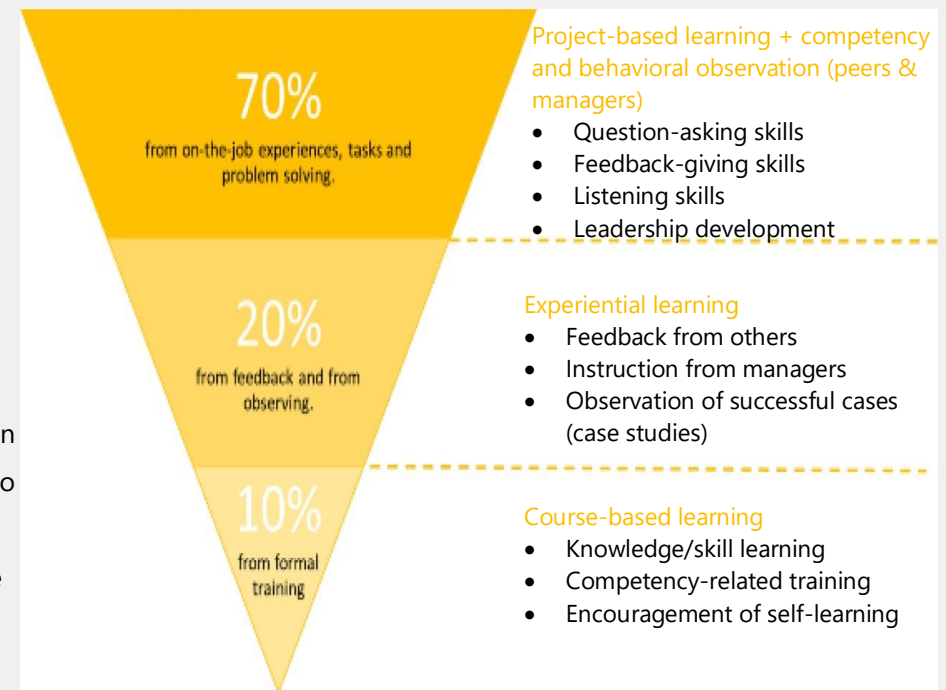 70%
from on-the-job experiences, tasks and
problem solving.
Project-based learning + competency
and behavioral observation (peers &
managers)
• Question-asking skills
• Feedback-giving skills
• Listening skills
• Leadership development
20%
from feedback and from
observing.
Experiential learning
• Feedback from others
• Instruction from managers
• Observation of successful cases
(case studies)
10%
from formal
training
Course-based learning
• Knowledge/skill learning
• Competency-related training
• Encouragement of self-learning